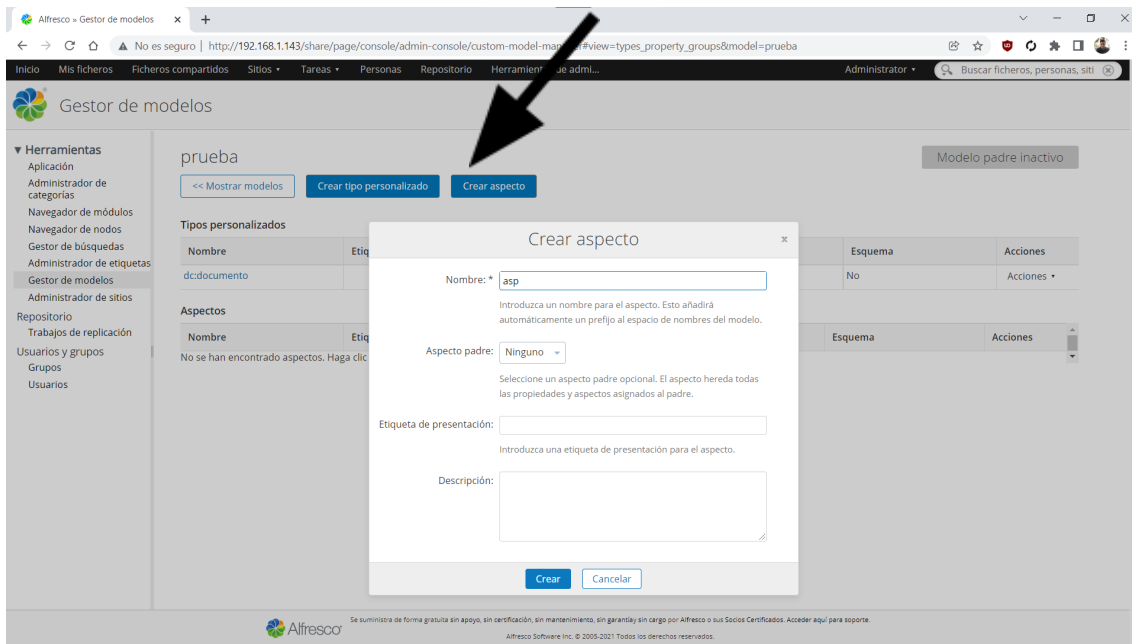 Alfresco » Gestor de modelos
No es seguro | http://192.168.1.143/share/page/console/admin-console/custom-model-ma er#view=types_property_groups&model=prueba
Inicio Mis ficheros Ficheros compartidos Sitios Tareas Personas Repositorio Herramien de admi... Administrator Buscar ficheros, personas, siti
Gestor de modelos
Herramientas
Aplicación
Administrador de
categorías
Navegador de módulos
Navegador de nodos
Gestor de búsquedas
Administrador de etiquetas
Gestor de modelos
Administrador de sitios
Repositorio
Trabajos de replicación
Usuarios y grupos
Grupos
Usuarios
prueba
Modelo padre inactivo
<< Mostrar modelos Crear tipo personalizado Crear aspecto
Tipos personalizados
Nombre Etiq Esquema Acciones
dc:documento No Acciones
Aspectos
Nombre Etiq Esquema Acciones
No se han encontrado aspectos. Haga clic
Crear aspecto
Nombre: * asp
Introduzca un nombre para el aspecto. Esto añadirá
automáticamente un prefijo al espacio de nombres del modelo.
Aspecto padre: Ninguno
Seleccione un aspecto padre opcional. El aspecto hereda todas
las propiedades y aspectos asignados al padre.
Etiqueta de presentación:
Introduzca una etiqueta de presentación para el aspecto.
Descripción:
Crear Cancelar
Alfresco
Se suministra de forma gratuita sin apoyo, sin certificación, sin mantenimiento, sin garantíay sin cargo por Alfresco o sus Socios Certificados. Acceder aquí para soporte.
Alfresco Software Inc. © 2005-2021 Todos los derechos reservados.